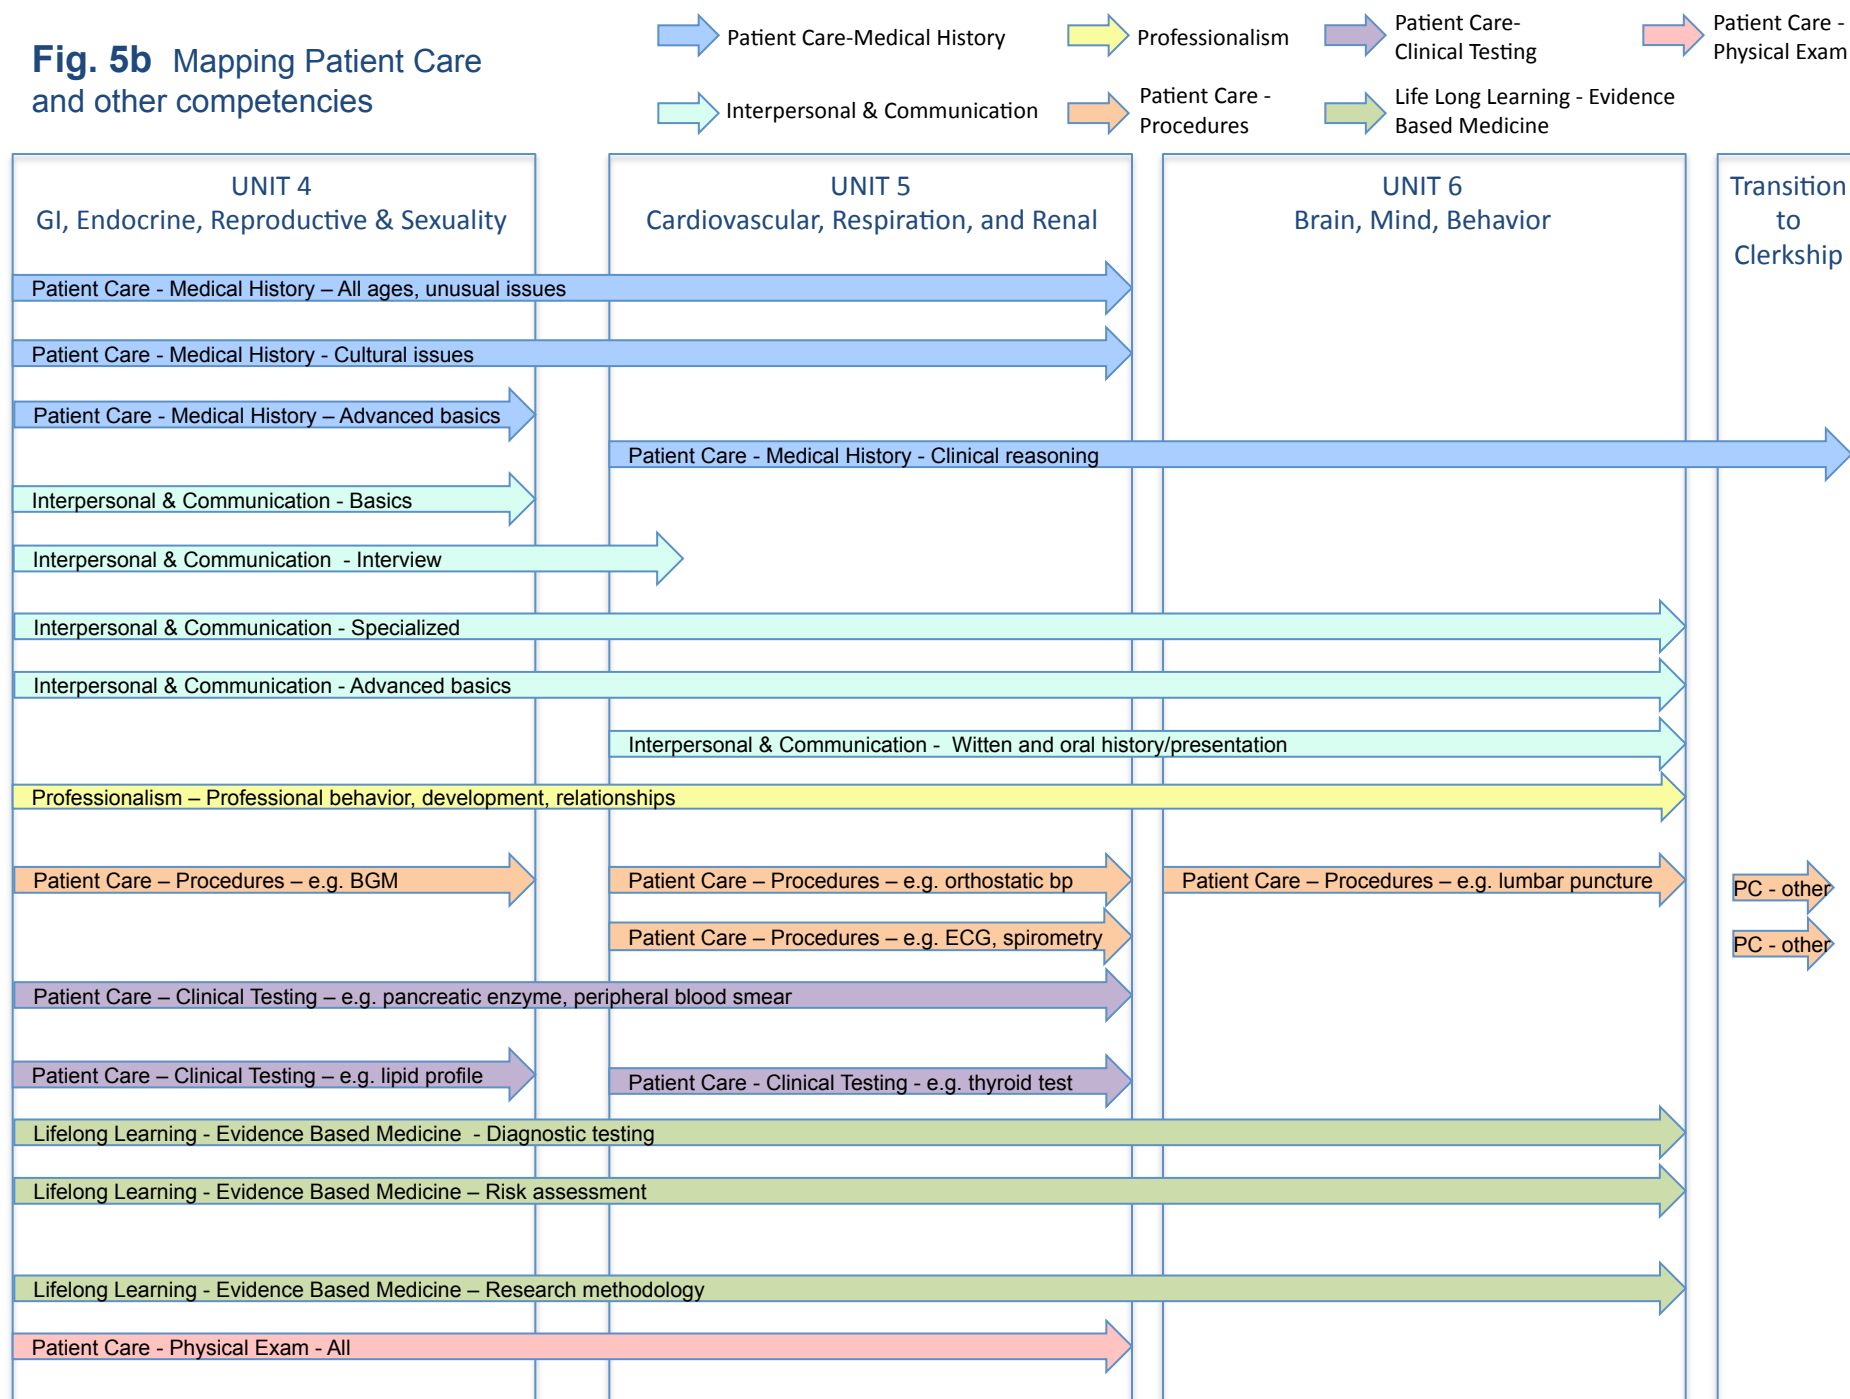 Fig. 5b Mapping Patient Care
and other competencies
Patient Care-Medical History
Professionalism
Patient Care-
Clinical Testing
Patient Care -
Physical Exam
Interpersonal & Communication
Patient Care -
Procedures
Life Long Learning - Evidence
Based Medicine
UNIT 4
GI, Endocrine, Reproductive & Sexuality
UNIT 5
Cardiovascular, Respiration, and Renal
UNIT 6
Brain, Mind, Behavior
Transition
to
Clerkship
Patient Care - Medical History – All ages, unusual issues
Patient Care - Medical History - Cultural issues
Patient Care - Medical History – Advanced basics
Patient Care - Medical History - Clinical reasoning
Interpersonal & Communication - Basics
Interpersonal & Communication - Interview
Interpersonal & Communication - Specialized
Interpersonal & Communication - Advanced basics
Interpersonal & Communication - Witten and oral history/presentation
Professionalism – Professional behavior, development, relationships
Patient Care – Procedures – e.g. BGM
Patient Care – Procedures – e.g. orthostatic bp
Patient Care – Procedures – e.g. lumbar puncture
PC - other
Patient Care – Procedures – e.g. ECG, spirometry
PC - other
Patient Care – Clinical Testing – e.g. pancreatic enzyme, peripheral blood smear
Patient Care – Clinical Testing – e.g. lipid profile
Patient Care - Clinical Testing - e.g. thyroid test
Lifelong Learning - Evidence Based Medicine - Diagnostic testing
Lifelong Learning - Evidence Based Medicine – Risk assessment
Lifelong Learning - Evidence Based Medicine – Research methodology
Patient Care - Physical Exam - All